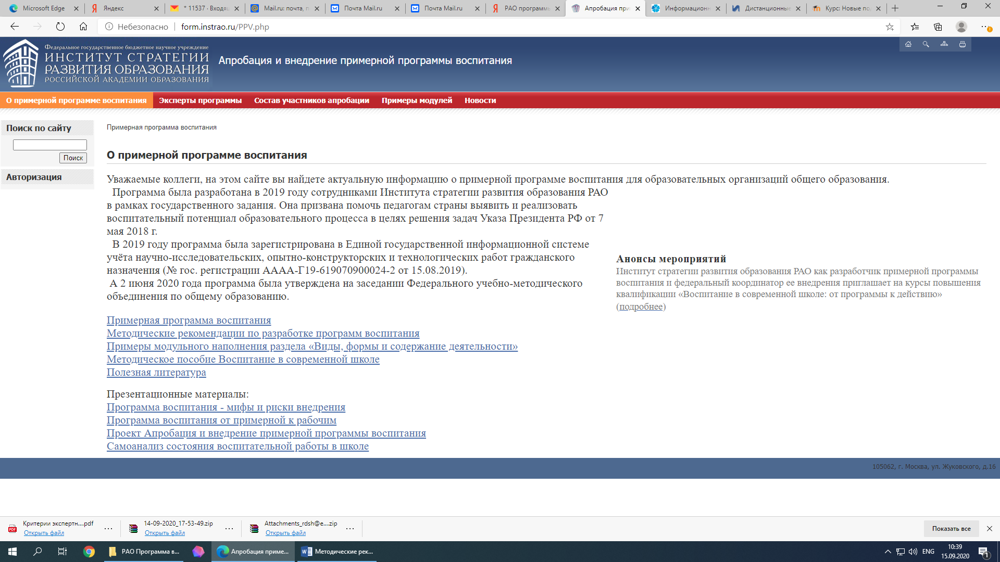 Microsoft Edge
Яндекс
* 11537 · Входящ
Mail.ru: почта, п
Почта Mail.ru
Почта Mail.ru
РАО программы
Апробация при
Информационн
Дистанционные
Курс: Новые по
Небезопасно
form.instrao.ru/PPV.php
Федеральное государственное бюджетное научное учреждение
ИНСТИТУТ СТРАТЕГИИ
РАЗВИТИЯ ОБРАЗОВАНИЯ
РОССИЙСКОЙ АКАДЕМИИ ОБРАЗОВАНИЯ
Апробация и внедрение примерной программы воспитания
О примерной программе воспитания
Эксперты программы
Состав участников апробации
Примеры модулей
Новости
Поиск по сайту
Поиск
Авторизация
Примерная программа воспитания
О примерной программе воспитания
Уважаемые коллеги, на этом сайте вы найдете актуальную информацию о примерной программе воспитания для образовательных организаций общего образования.
Программа была разработана в 2019 году сотрудниками Института стратегии развития образования РАО
в рамках государственного задания. Она призвана помочь педагогам страны выявить и реализовать
воспитательный потенциал образовательного процесса в целях решения задач Указа Президента РФ от 7
мая 2018 г.
В 2019 году программа была зарегистрирована в Единой государственной информационной системе
учёта научно-исследовательских, опытно-конструкторских и технологических работ гражданского
назначения (№ гос. регистрации АААА-Г19-619070900024-2 от 15.08.2019).
А 2 июня 2020 года программа была утверждена на заседании Федерального учебно-методического
объединения по общему образованию.
Анонсы мероприятий
Институт стратегии развития образования РАО как разработчик примерной программы
воспитания и федеральный координатор ее внедрения приглашает на курсы повышения
квалификации «Воспитание в современной школе: от программы к действию»
(подробнее)
Примерная программа воспитания
Методические рекомендации по разработке программ воспитания
Примеры модульного наполнения раздела «Виды, формы и содержание деятельности»
Методическое пособие Воспитание в современной школе
Полезная литература
Презентационные материалы:
Программа воспитания - мифы и риски внедрения
Программа воспитания от примерной к рабочим
Проект Апробация и внедрение примерной программы воспитания
Самоанализ состояния воспитательной работы в школе
105062, г. Москва, ул. Жуковского, д.16
Критерии экспертн....pdf
Открыть файл
14-09-2020_17-53-49.zip
Открыть файл
Attachments_rdsh@e....zip
Открыть файл
Показать все
РАО Программа в...
Апробация приме...
Методические рек...
ENG
10:39
15.09.2020
1